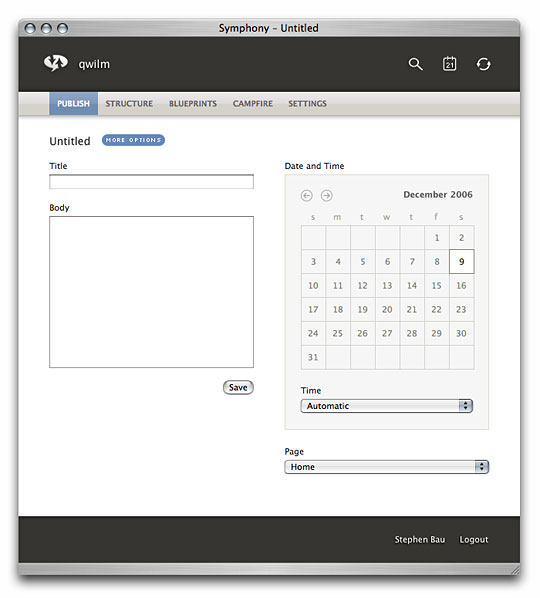 Symphony – Untitled
qwilm
21
PUBLISH STRUCTURE BLUEPRINTS CAMPFIRE SETTINGS
Untitled MORE OPTIONS
Title
Body
Save
Date and Time
December 2006
s m t w t f s
1 2
3 4 5 6 7 8 9
10 11 12 13 14 15 16
17 18 19 20 21 22 23
24 25 26 27 28 29 30
31
Time
Automatic
Page
Home
Stephen Bau Logout